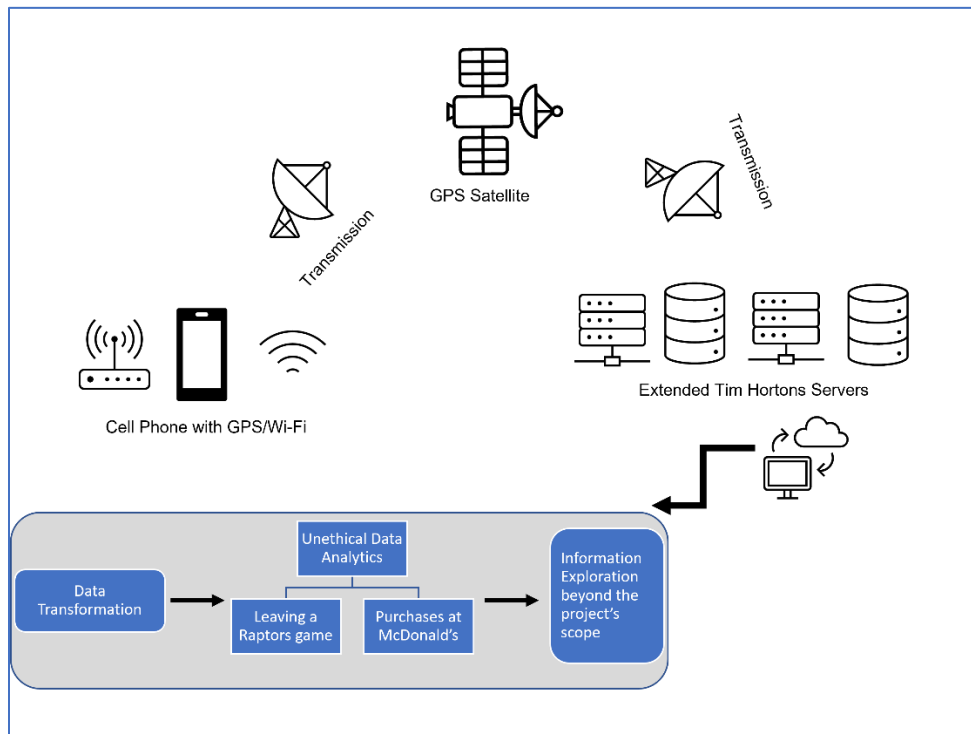 GPS Satellite
Transmission
Transmission
Cell Phone with GPS/Wi-Fi
Extended Tim Hortons Servers
Data
Transformation
Unethical Data
Analytics
Leaving a
Raptors game
Purchases at
McDonald's
Information
Exploration
beyond the
project's
scope